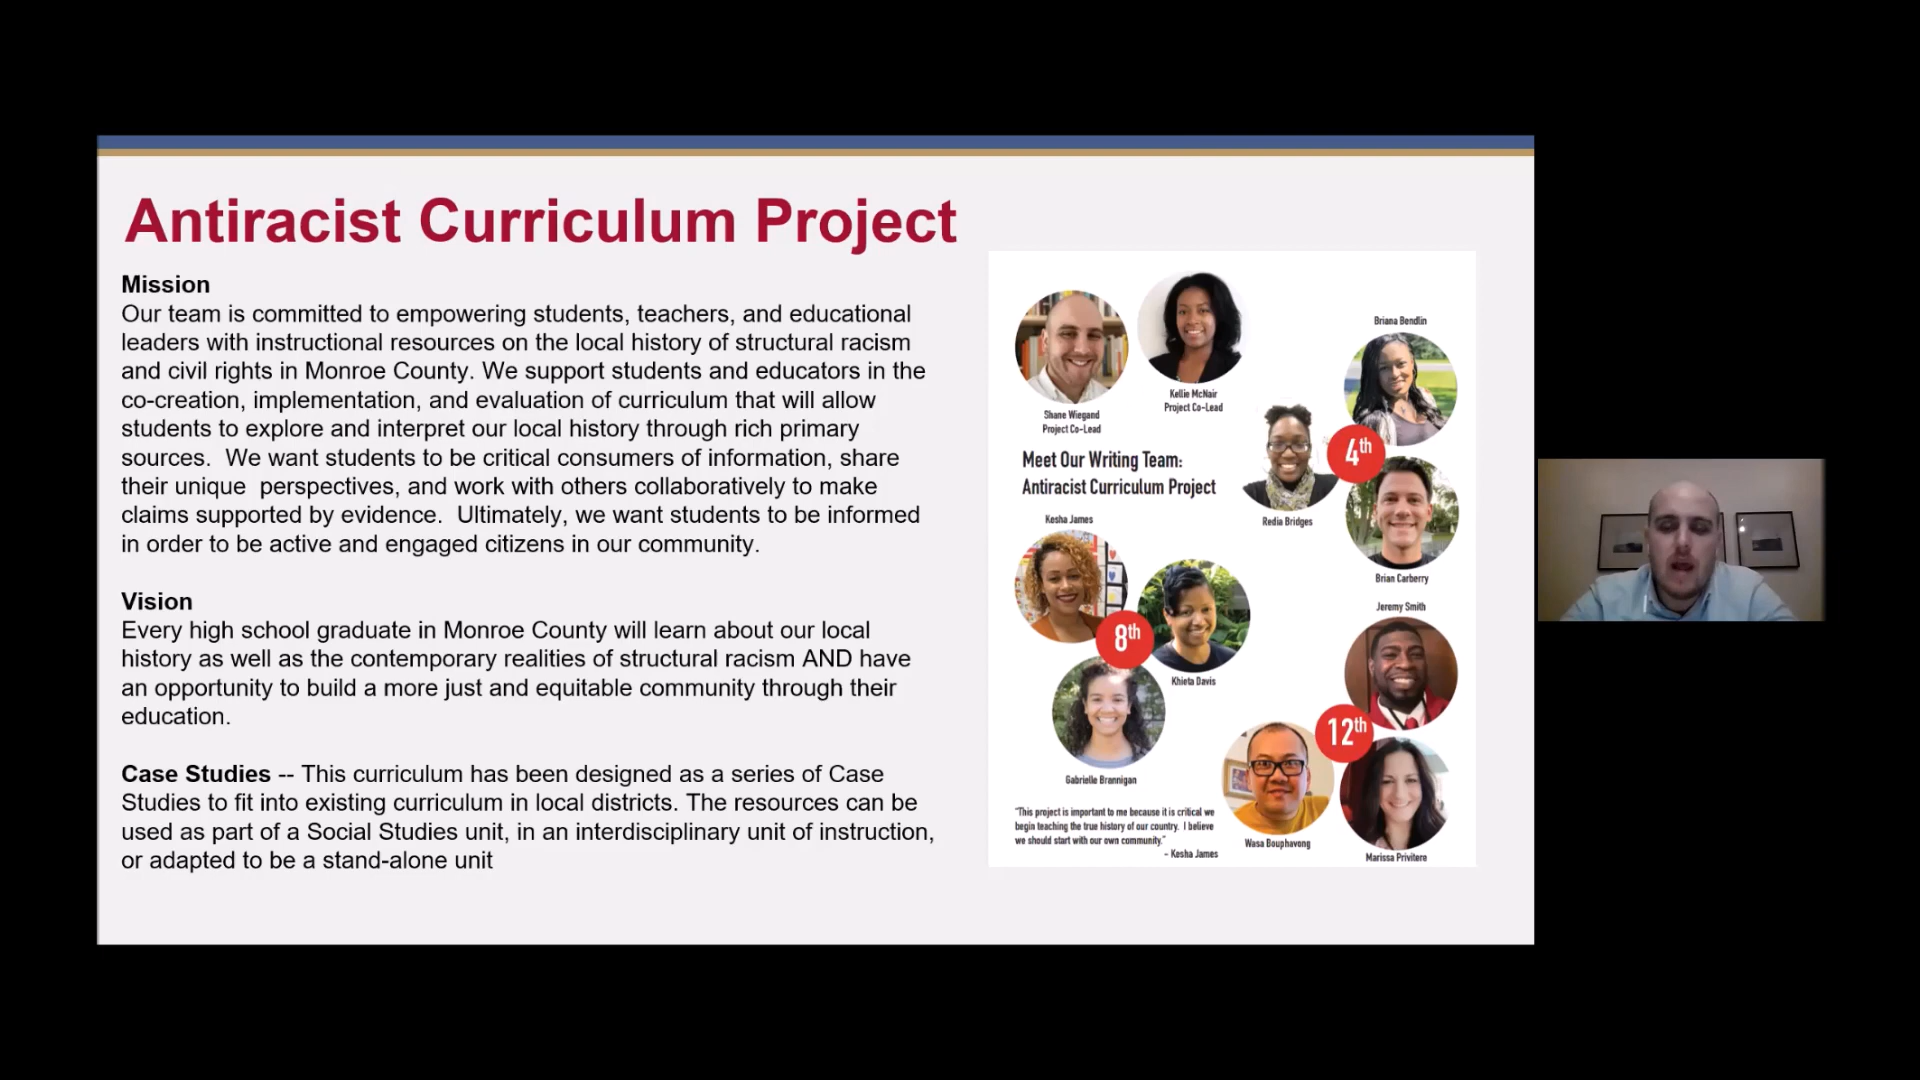 Antiracist Curriculum Project
Mission
Our team is committed to empowering students, teachers, and educational
leaders with instructional resources on the local history of structural racism
and civil rights in Monroe County. We support students and educators in the
co-creation, implementation, and evaluation of curriculum that will allow
students to explore and interpret our local history through rich primary
sources.  We want students to be critical consumers of information, share
their unique  perspectives, and work with others collaboratively to make
claims supported by evidence.  Ultimately, we want students to be informed
in order to be active and engaged citizens in our community.
Vision
Every high school graduate in Monroe County will learn about our local
history as well as the contemporary realities of structural racism AND have
an opportunity to build a more just and equitable community through their
education.
Case Studies -- This curriculum has been designed as a series of Case
Studies to fit into existing curriculum in local districts. The resources can be
used as part of a Social Studies unit, in an interdisciplinary unit of instruction,
or adapted to be a stand-alone unit
Shane Wiegand
Project Co-Lead
Kellie McNair
Project Co-Lead
Briana Bendlin
4th
Redia Bridges
Brian Carberry
Meet Our Writing Team:
Antiracist Curriculum Project
Kesha James
8th
Khieta Davis
Gabrielle Brannigan
Jeremy Smith
12th
Wasa Bouphavong
Marissa Privitere
"This project is important to me because it is critical we
begin teaching the true history of our country.  I believe
we should start with our own community."
~ Kesha James